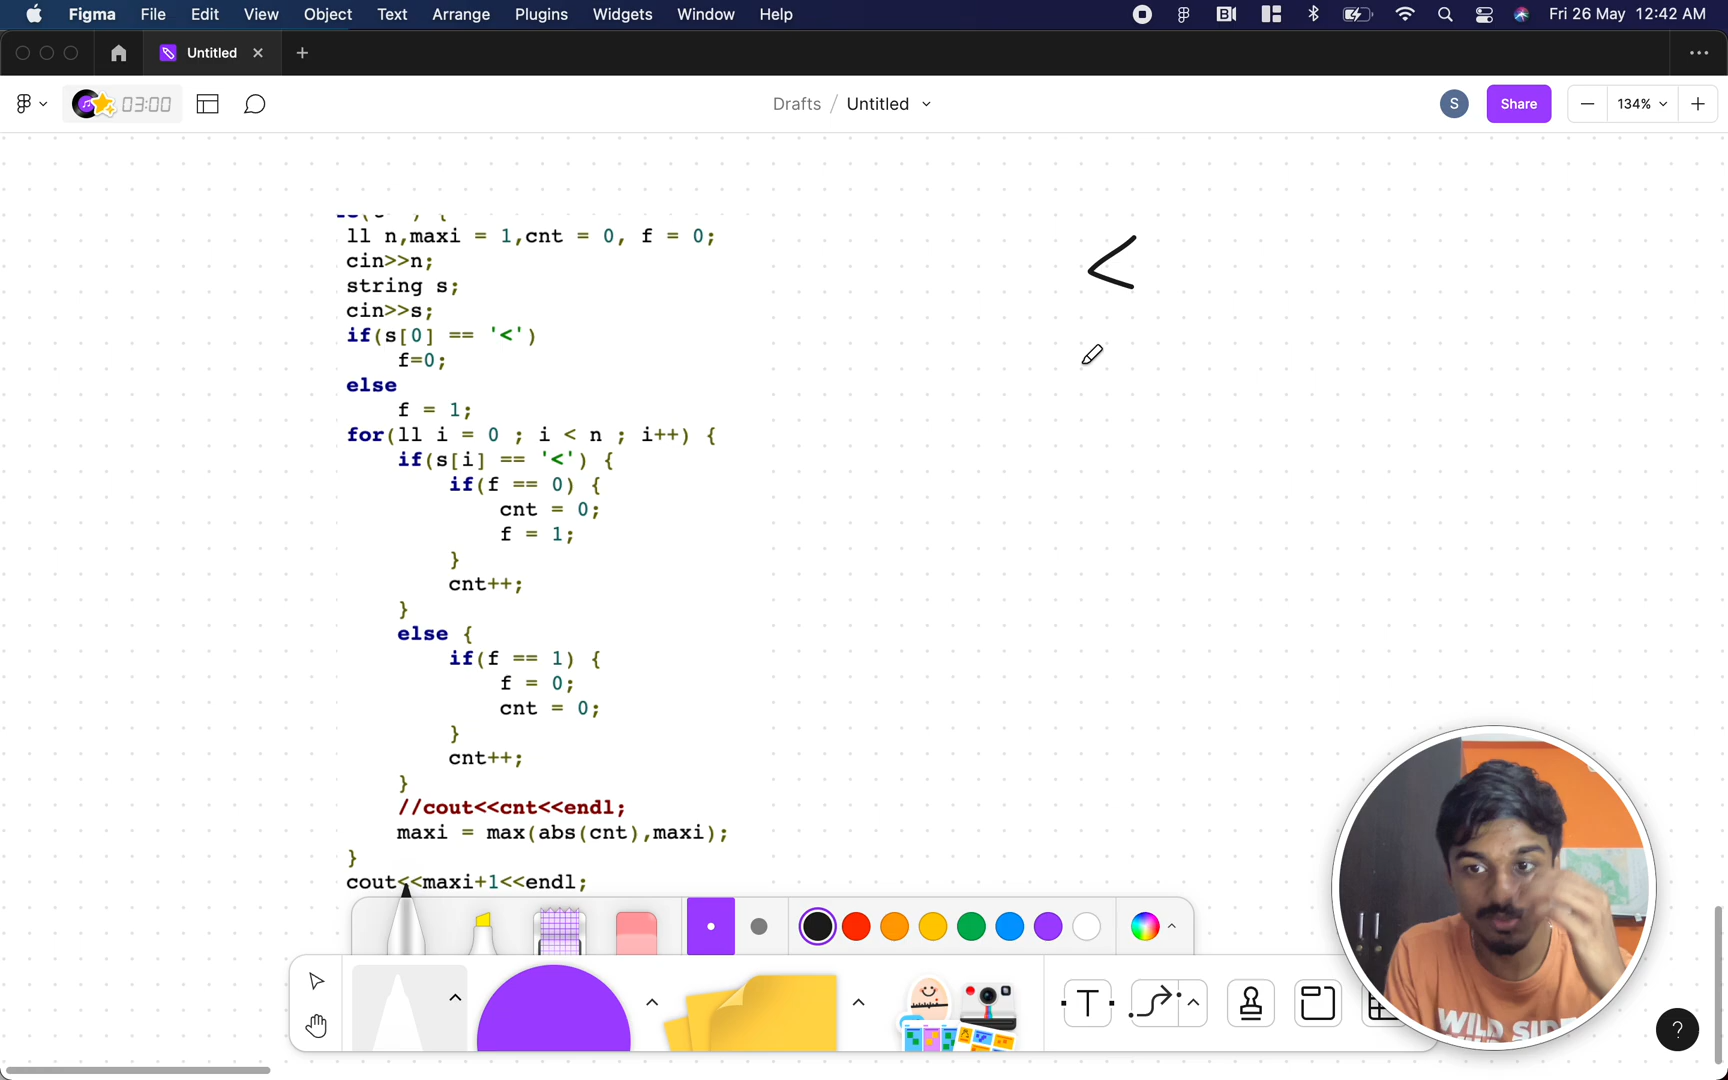 Figma File Edit View Object Text Arrange Plugins Widgets Window Help Fri 26 May 12:42 AM
Untitled
03:00 Drafts / Untitled S Share 134%
ll n,maxi = 1,cnt = 0, f = 0;
cin>>n;
string s;
cin>>s;
if(s[0] == '<')
f=0;
else
f = 1;
for(ll i = 0 ; i < n ; i++) {
if(s[i] == '<') {
if(f == 0) {
cnt = 0;
f = 1;
}
cnt++;
}
else {
if(f == 1) {
f = 0;
cnt = 0;
}
cnt++;
}
//cout<<cnt<<endl;
maxi = max(abs(cnt),maxi);
}
cout<<maxi+1<<endl;
<
T
WILD SIDE
?